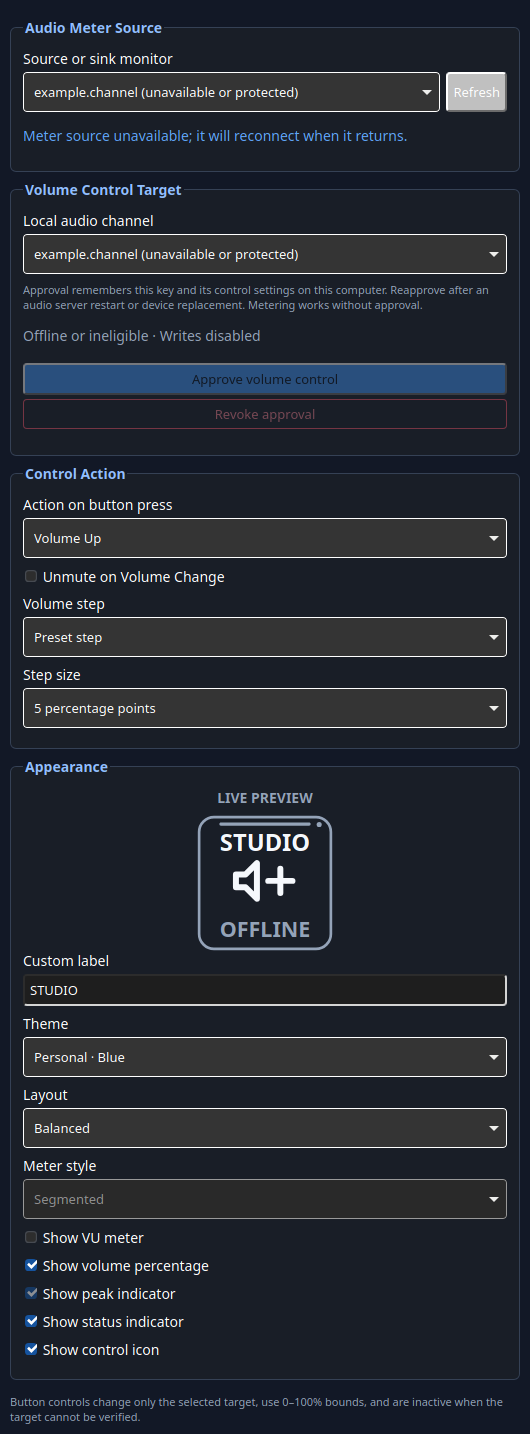 Audio Meter Source
Source or sink monitor
example.channel (unavailable or protected)
Refresh
Meter source unavailable; it will reconnect when it returns.
Volume Control Target
Local audio channel
example.channel (unavailable or protected)
Approval remembers this key and its control settings on this computer. Reapprove after an
audio server restart or device replacement. Metering works without approval.
Offline or ineligible · Writes disabled
Approve volume control
Revoke approval
Control Action
Action on button press
Volume Up
Unmute on Volume Change
Volume step
Preset step
Step size
5 percentage points
Appearance
LIVE PREVIEW
STUDIO
OFFLINE
Custom label
STUDIO
Theme
Personal · Blue
Layout
Balanced
Meter style
Segmented
Show VU meter
Show volume percentage
Show peak indicator
Show status indicator
Show control icon
Button controls change only the selected target, use 0–100% bounds, and are inactive when the
target cannot be verified.